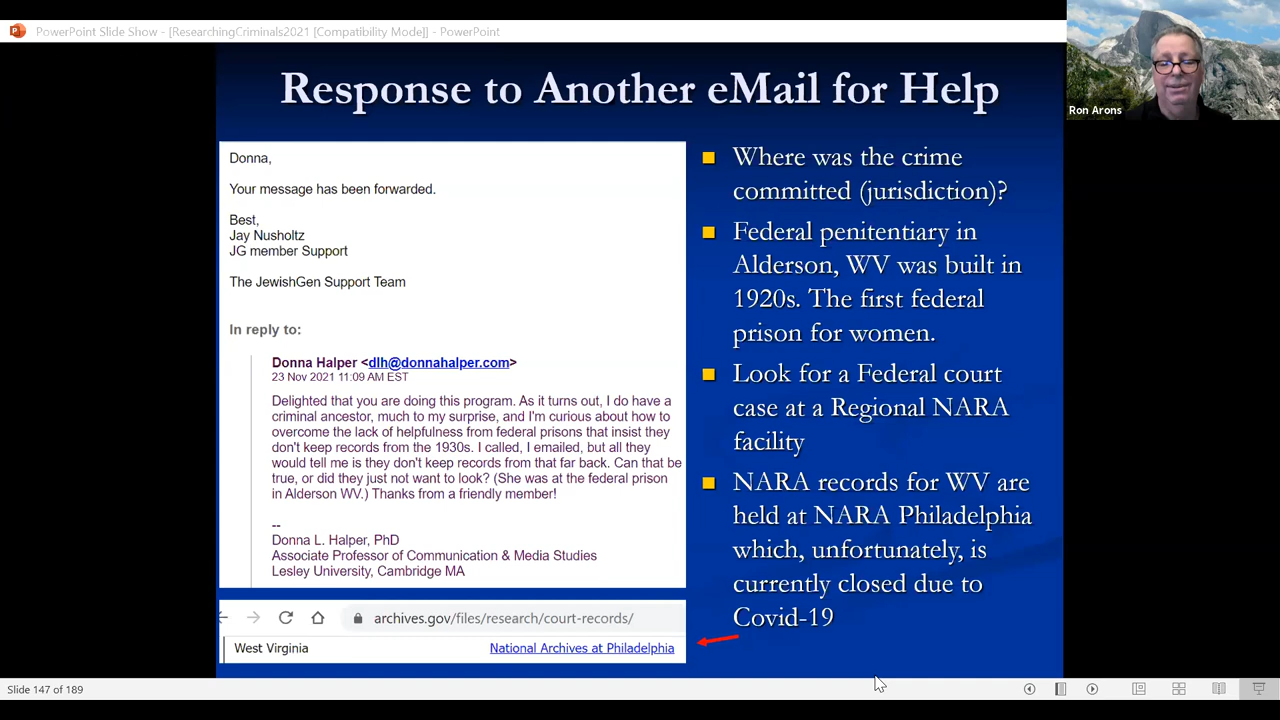 PowerPoint Slide Show - [ResearchingCriminals2021 [Compatibility Mode]] - PowerPoint
Ron Arons
Response to Another eMail for Help
Donna,
Your message has been forwarded.
Best,
Jay Nusholtz
JG member Support
The JewishGen Support Team
In reply to:
Donna Halper <dlh@donnahalper.com>
23 Nov 2021 11:09 AM EST
Delighted that you are doing this program. As it turns out, I do have a
criminal ancestor, much to my surprise, and I'm curious about how to
overcome the lack of helpfulness from federal prisons that insist they
don't keep records from the 1930s. I called, I emailed, but all they
would tell me is they don't keep records from that far back. Can that be
true, or did they just not want to look? (She was at the federal prison
in Alderson WV.) Thanks from a friendly member!
--
Donna L. Halper, PhD
Associate Professor of Communication & Media Studies
Lesley University, Cambridge MA
archives.gov/files/research/court-records/
West Virginia National Archives at Philadelphia
Where was the crime
committed (jurisdiction)?
Federal penitentiary in
Alderson, WV was built in
1920s. The first federal
prison for women.
Look for a Federal court
case at a Regional NARA
facility
NARA records for WV are
held at NARA Philadelphia
which, unfortunately, is
currently closed due to
Covid-19
Slide 147 of 189